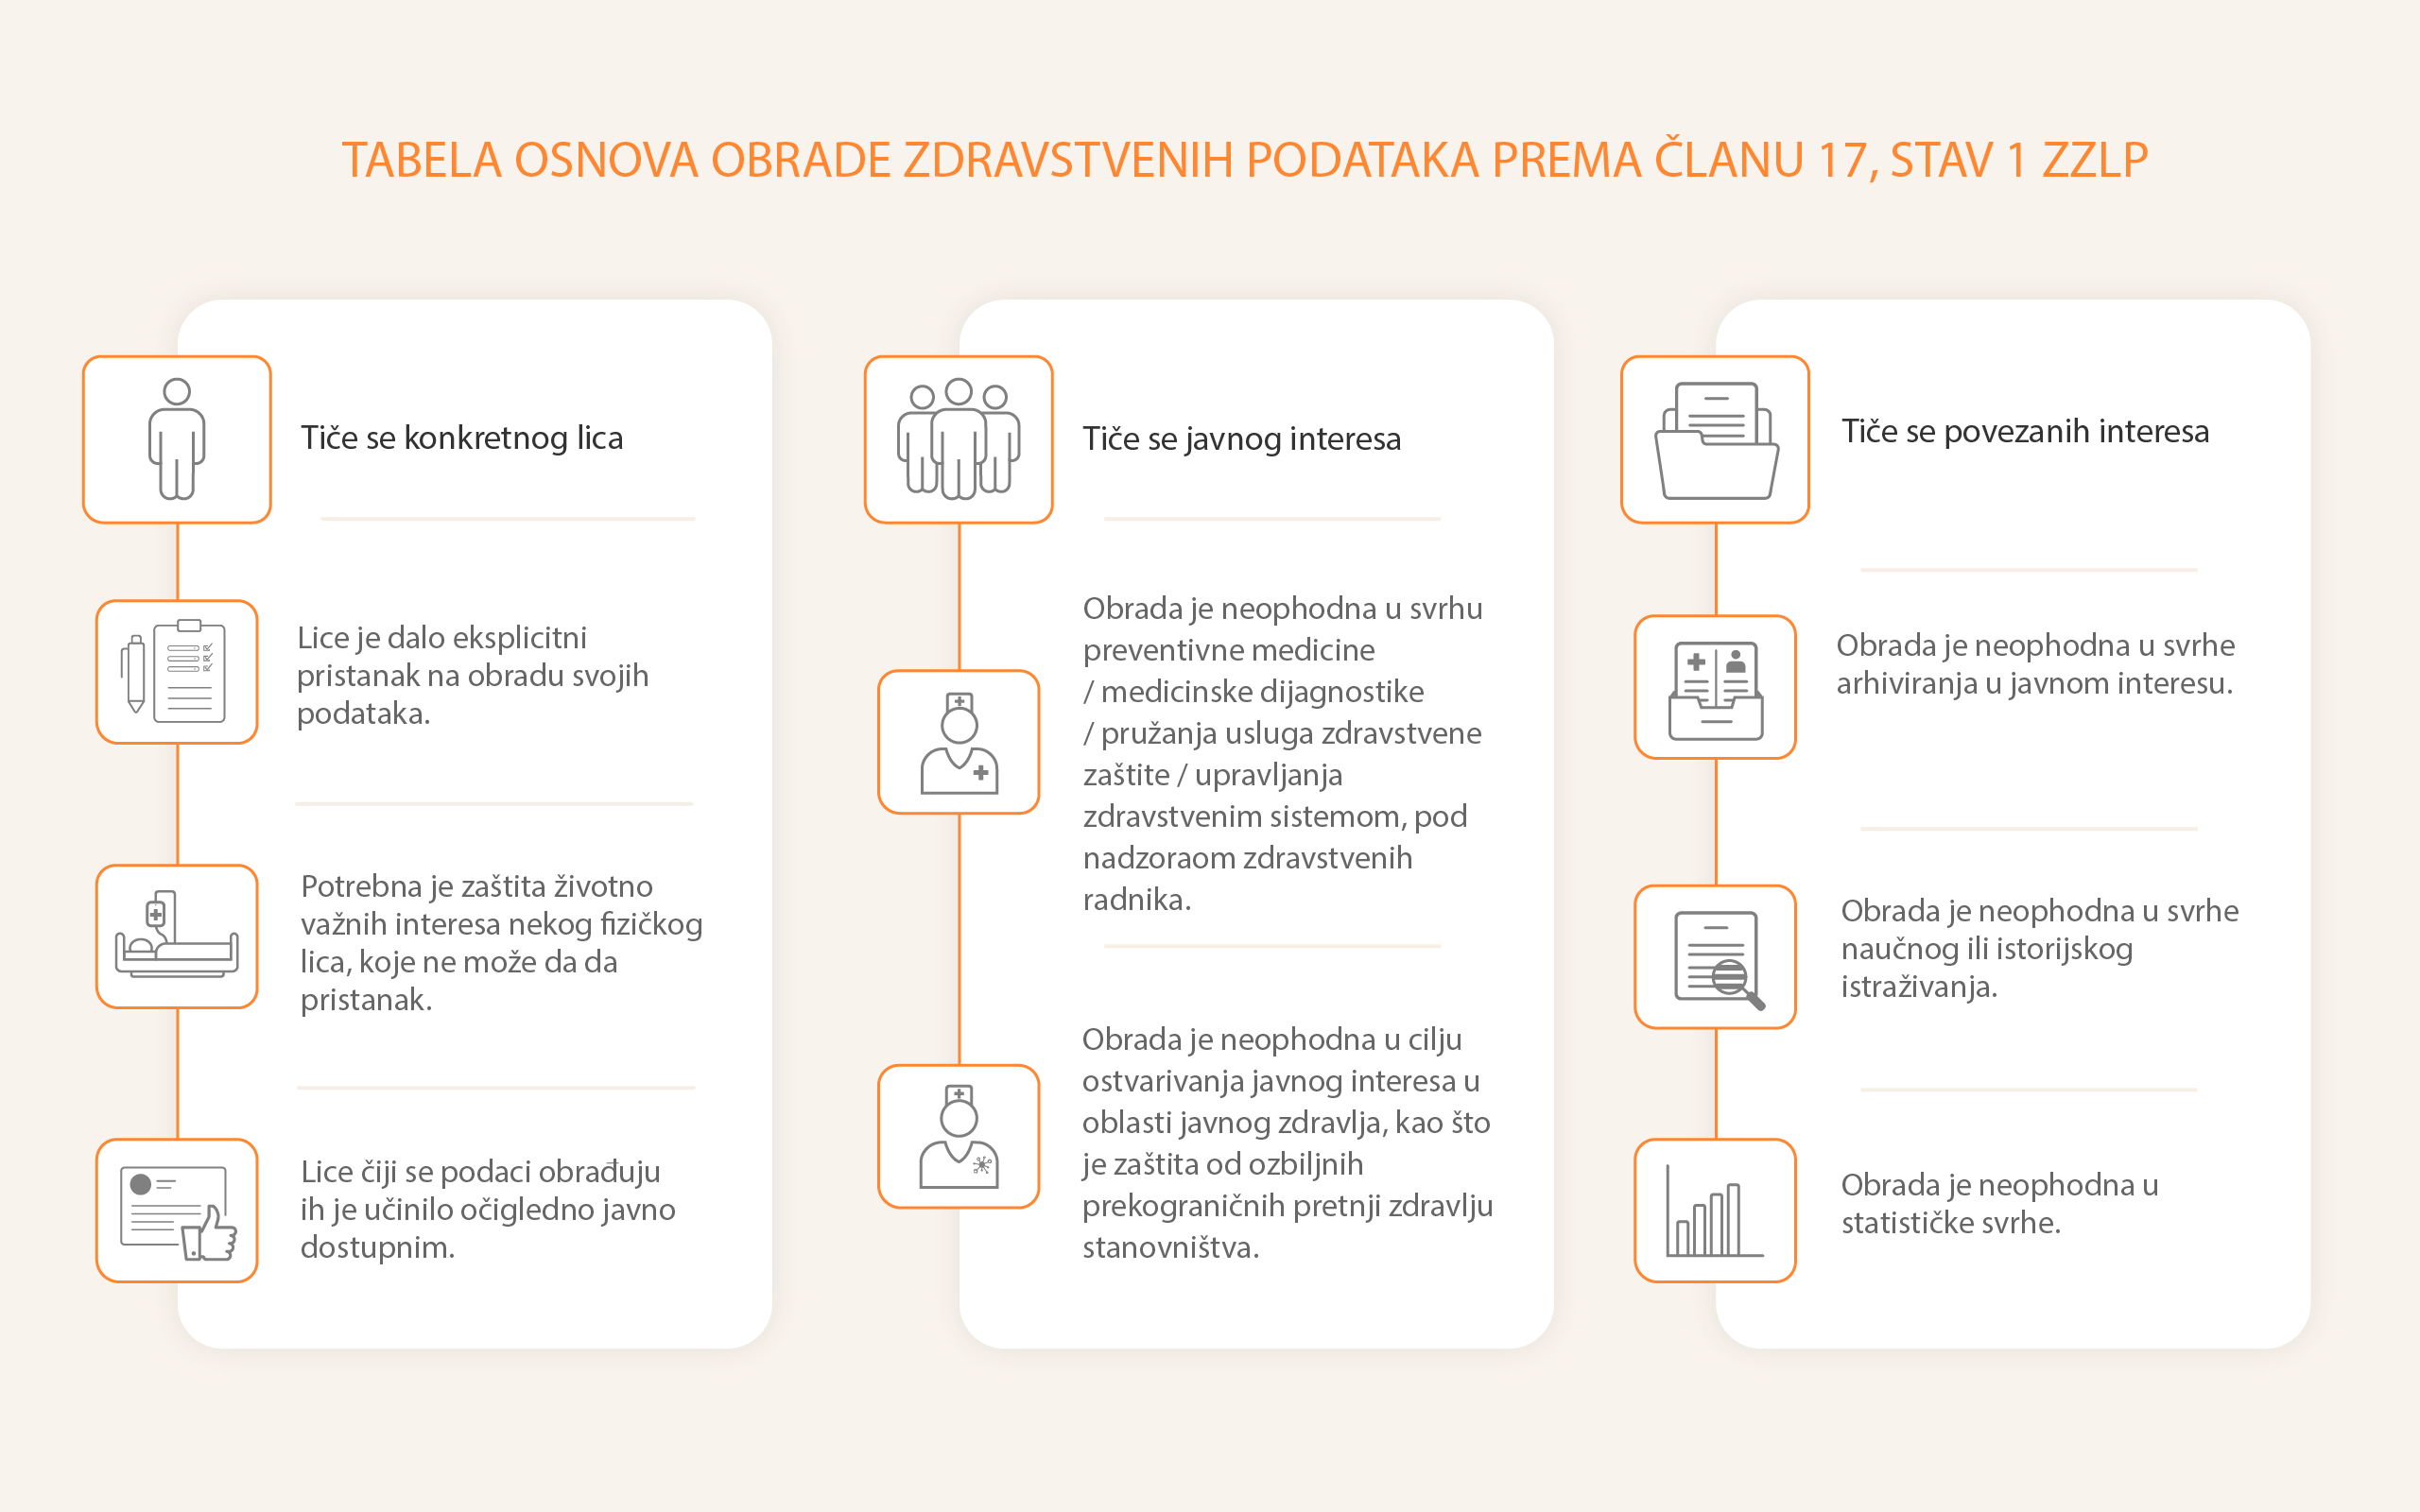 TABELA OSNOVA OBRADE ZDRAVSTVENIH PODATAKA PREMA ČLANU 17, STAV 1 ZZLP
Tiče se konkretnog lica
Lice je dalo eksplicitni
pristanak na obradu svojih
podataka.
Potrebna je zaštita životno
važnih interesa nekog fizičkog
lica, koje ne može da da
pristanak.
Lice čiji se podaci obrađuju
ih je učinilo očigledno javno
dostupnim.
Tiče se javnog interesa
Obrada je neophodna u svrhu
preventivne medicine
/ medicinske dijagnostike
/ pružanja usluga zdravstvene
zaštite / upravljanja
zdravstvenim sistemom, pod
nadzoraom zdravstvenih
radnika.
Obrada je neophodna u cilju
ostvarivanja javnog interesa u
oblasti javnog zdravlja, kao što
je zaštita od ozbiljnih
prekograničnih pretnji zdravlju
stanovništva.
Tiče se povezanih interesa
Obrada je neophodna u svrhe
arhiviranja u javnom interesu.
Obrada je neophodna u svrhe
naučnog ili istorijskog
istraživanja.
Obrada je neophodna u
statističke svrhe.